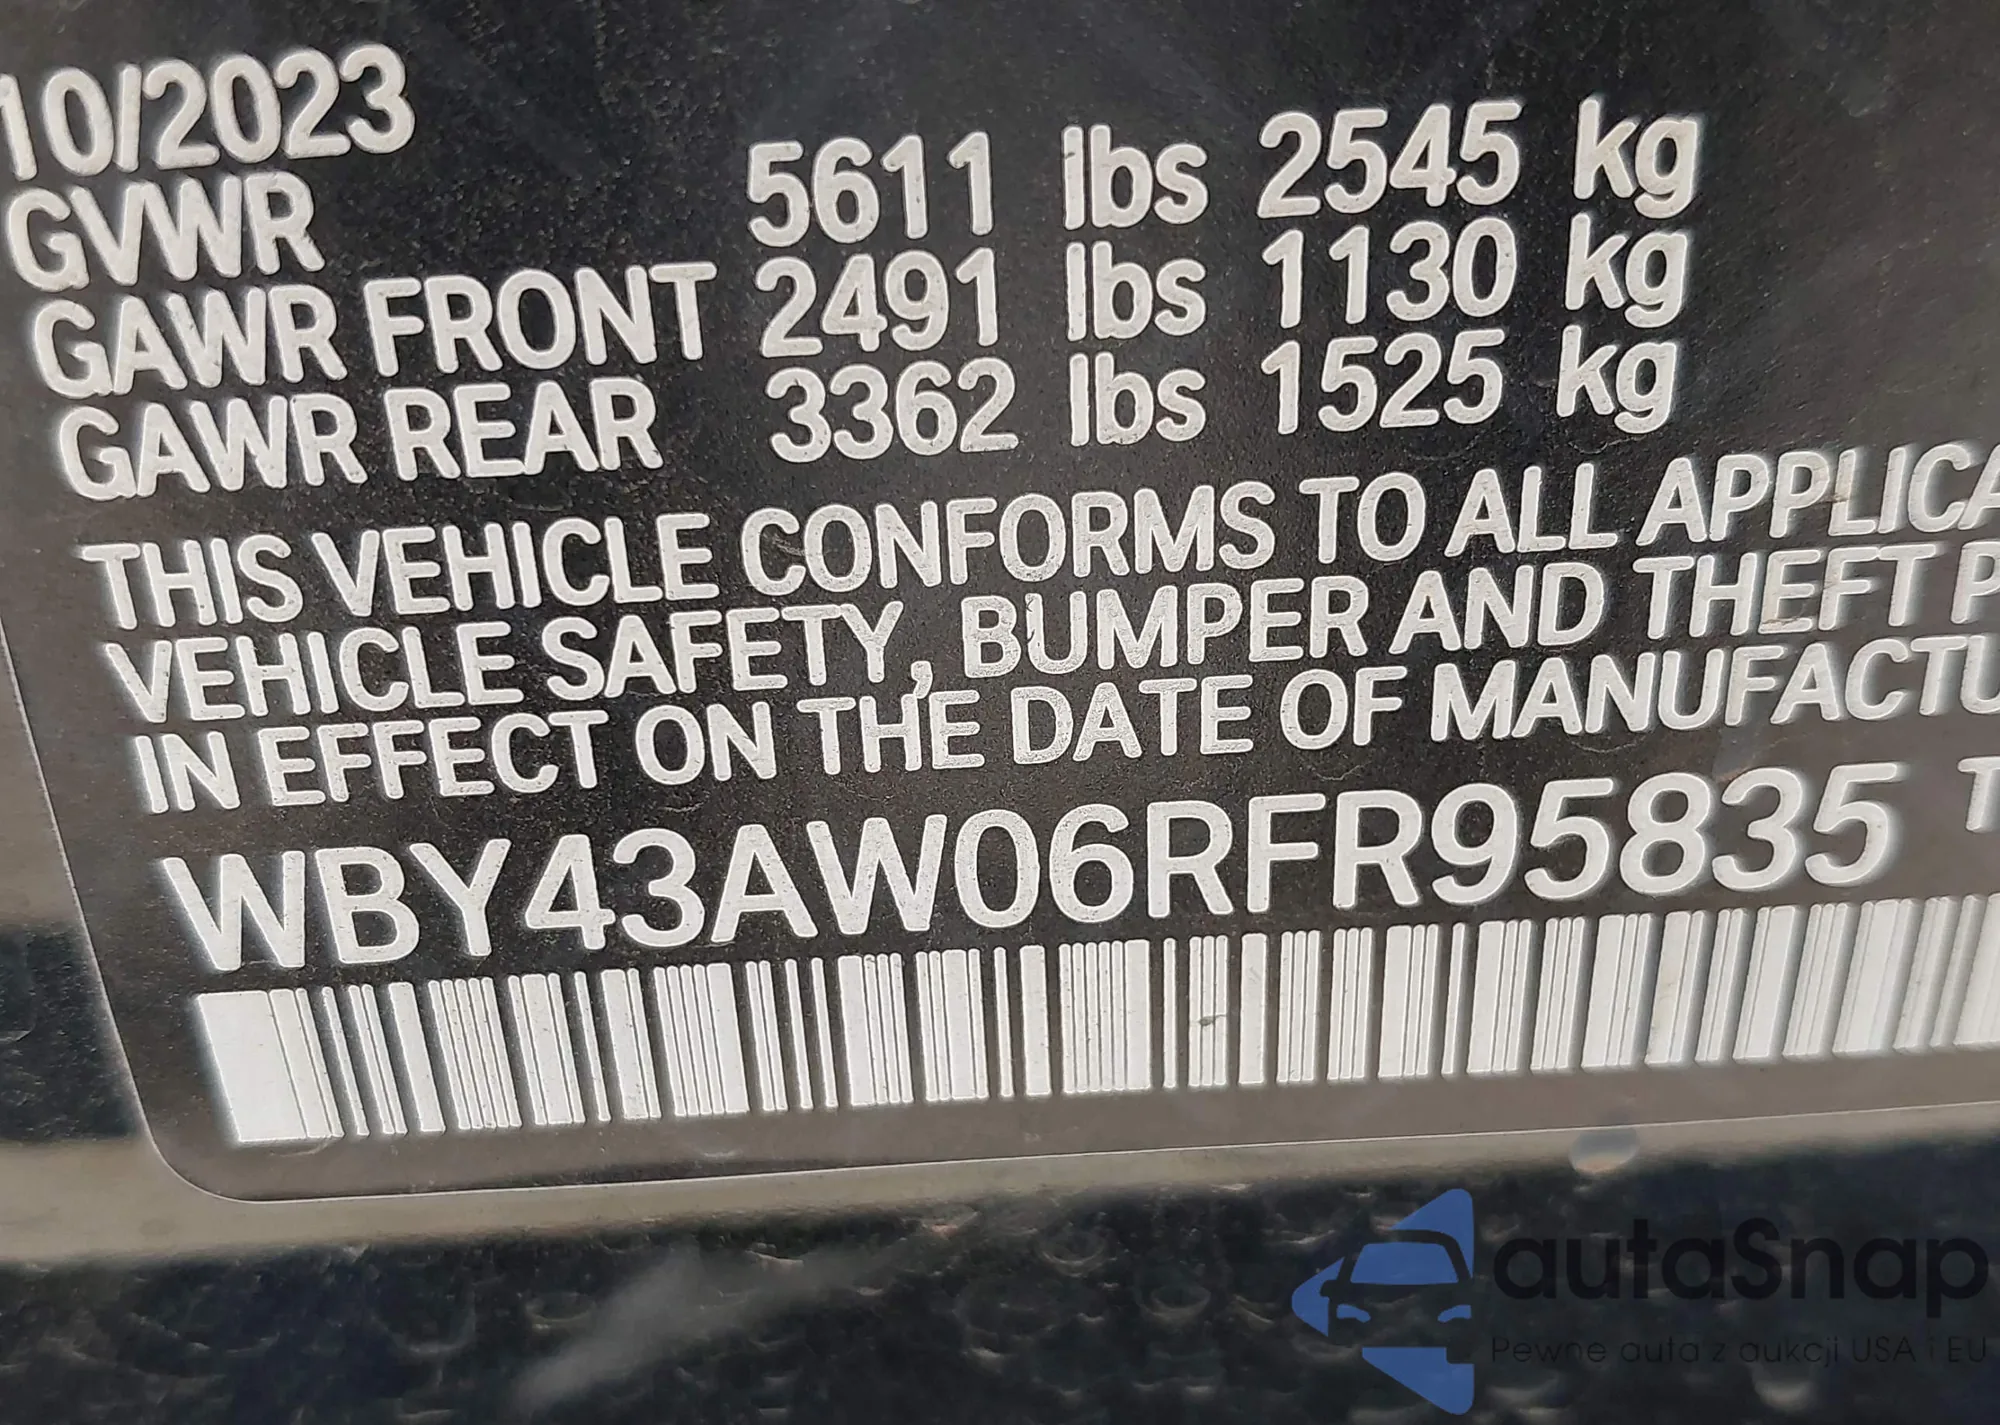 10/2023
GVWR 5611 lbs 2545 kg
GAWR FRONT 2491 lbs 1130 kg
GAWR REAR 3362 lbs 1525 kg
THIS VEHICLE CONFORMS TO ALL APPLICA
VEHICLE SAFETY, BUMPER AND THEFT P
IN EFFECT ON THE DATE OF MANUFACTU
WBY43AW06RFR95835 T
autaSnap
Pewne auta z aukcji USA i EU